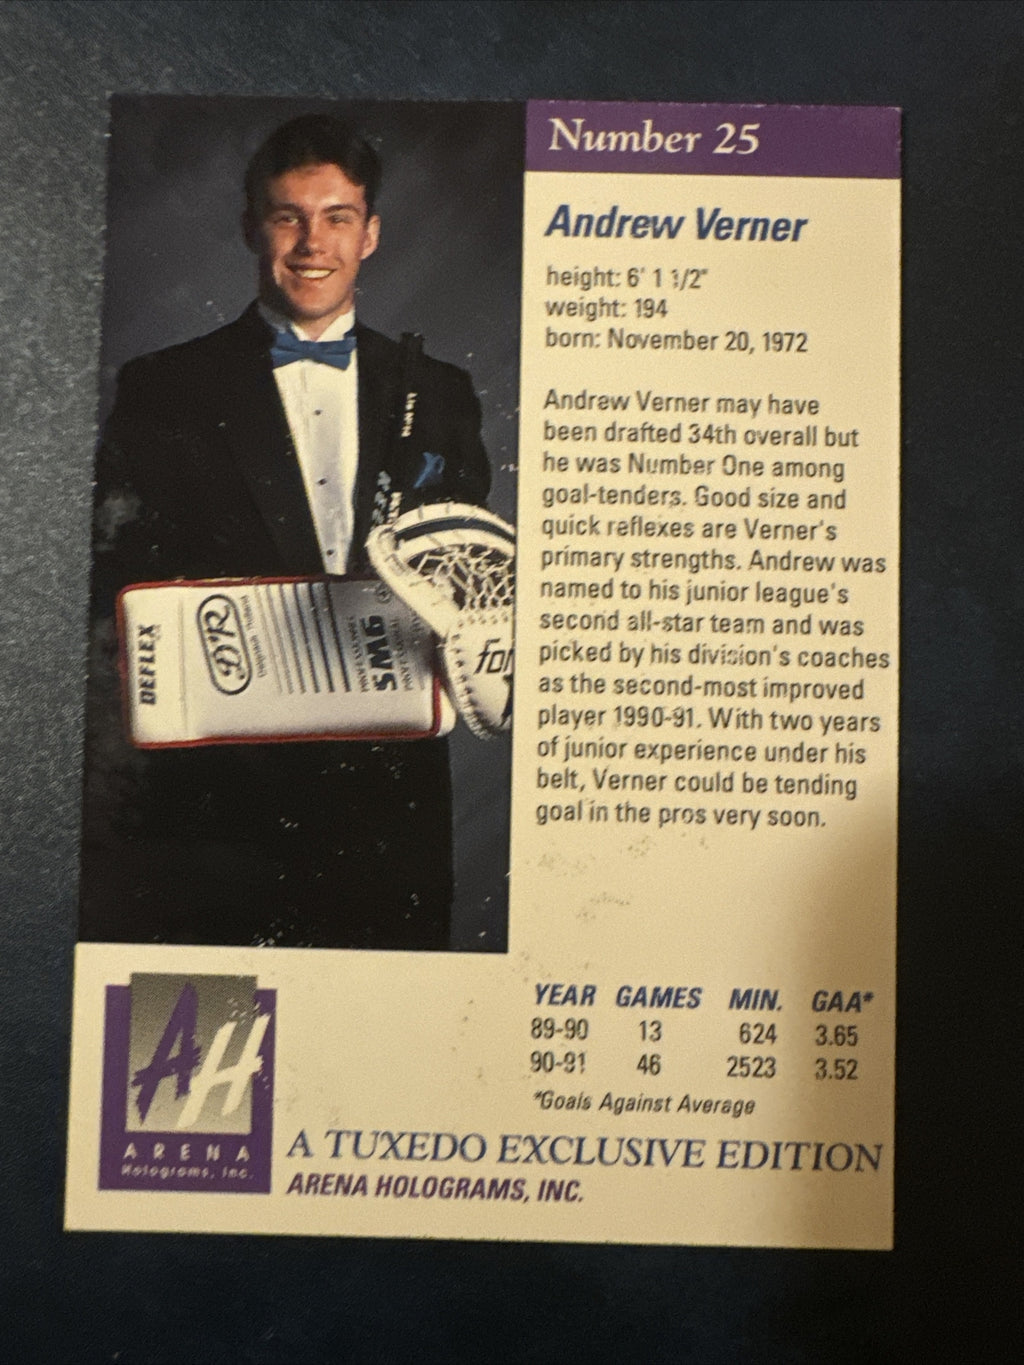 Number 25
Andrew Verner
height: 6' 1 1/2"
weight: 194
born: November 20, 1972
Andrew Verner may have
been drafted 34th overall but
he was Number One among
goal-tenders. Good size and
quick reflexes are Verner's
primary strengths. Andrew was
named to his junior league's
second all-star team and was
picked by his division's coaches
as the second-most improved
player 1990-91. With two years
of junior experience under his
belt, Verner could be tending
goal in the pros very soon.
DEFLEX
D&R
SMG
for
YEAR GAMES MIN. GAA*
89-90 13 624 3.65
90-91 46 2523 3.52
*Goals Against Average
AH
ARENA
Holograms, Inc.
A TUXEDO EXCLUSIVE EDITION
ARENA HOLOGRAMS, INC.